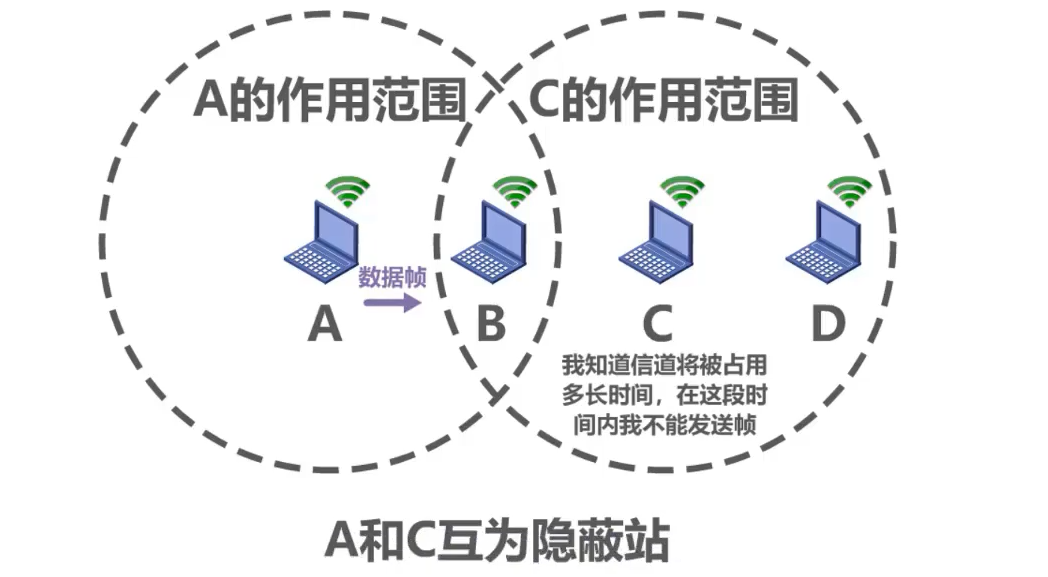 A的作用范围
C的作用范围
数据帧
A
B
C
D
我知道信道将被占用
多长时间，在这段时
间内我不能发送帧
A和C互为隐蔽站